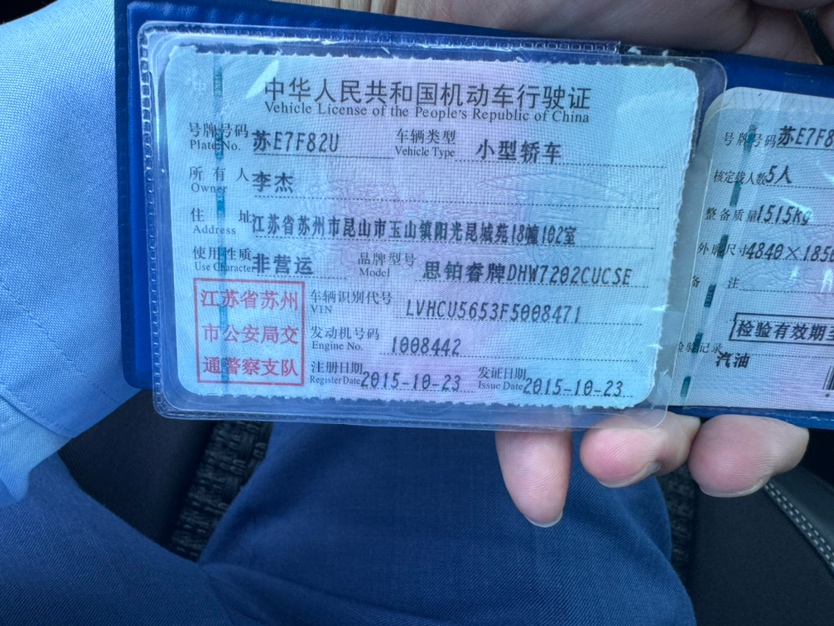 中华人民共和国机动车行驶证
Vehicle License of the People's Republic of China
号牌号码 苏E7F82U 车辆类型 小型轿车
Plate No. Vehicle Type
所有人 李杰
Owner
住址 江苏省苏州市昆山市玉山镇阳光昆城苑18幢102室
Address
使用性质 非营运 品牌型号 思铂睿牌DHW7202CUCSE
Use Character Model
江苏省苏州
市公安局交
通警察支队
车辆识别代号 LVHCU5653F5008471
VIN
发动机号码 1008442
Engine No.
注册日期 2015-10-23 发证日期 2015-10-23
Register Date Issue Date
号牌号码 苏E7F8
核定载人数 5人
整备质量 1515kg
外廓尺寸 4840×1850
备注
检验有效期至
检验记录
汽油